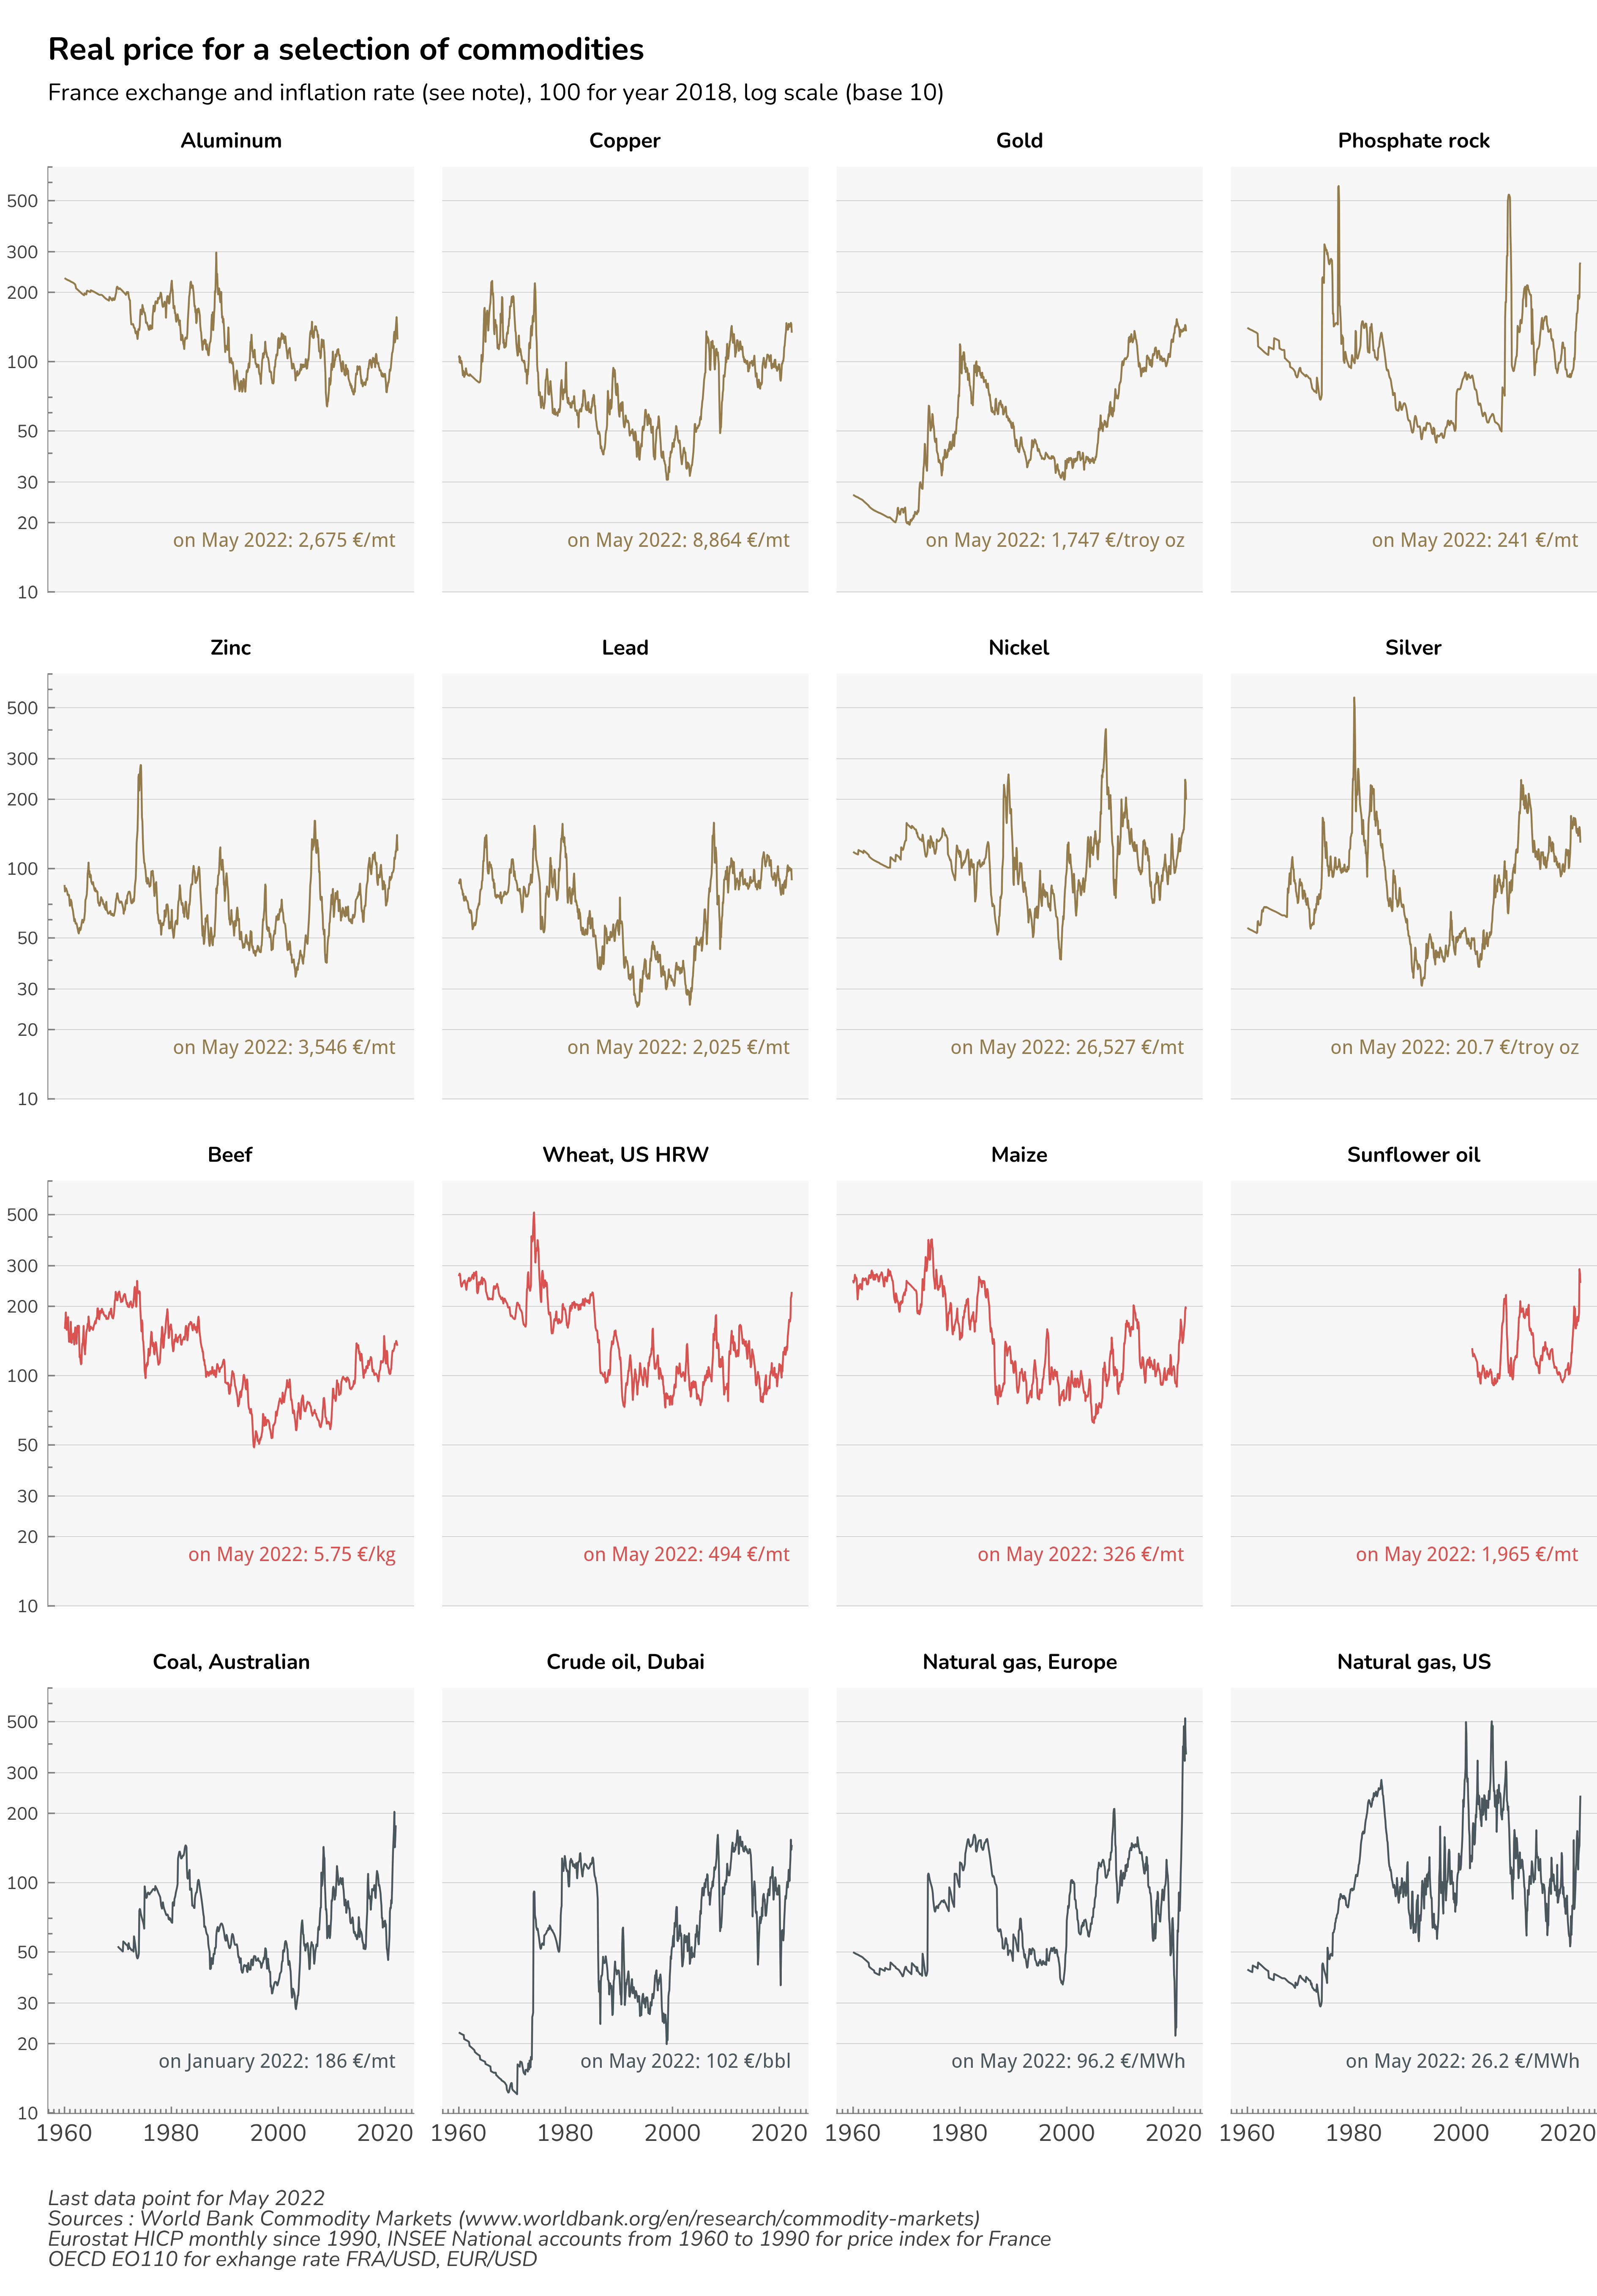 Real price for a selection of commodities
France exchange and inflation rate (see note), 100 for year 2018, log scale (base 10)
Aluminum Copper Gold Phosphate rock
500
300
200
100
50
30
20
on May 2022: 2,675 €/mt on May 2022: 8,864 €/mt on May 2022: 1,747 €/troy oz on May 2022: 241 €/mt
10
Zinc Lead Nickel Silver
500
300
200
100
50
30
20
on May 2022: 3,546 €/mt on May 2022: 2,025 €/mt on May 2022: 26,527 €/mt on May 2022: 20.7 €/troy oz
10
Beef Wheat, US HRW Maize Sunflower oil
500
300
200
100
50
30
20
on May 2022: 5.75 €/kg on May 2022: 494 €/mt on May 2022: 326 €/mt on May 2022: 1,965 €/mt
10
Coal, Australian Crude oil, Dubai Natural gas, Europe Natural gas, US
500
300
200
100
50
30
20
on January 2022: 186 €/mt on May 2022: 102 €/bbl on May 2022: 96.2 €/MWh on May 2022: 26.2 €/MWh
10
1960 1980 2000 2020 1960 1980 2000 2020 1960 1980 2000 2020 1960 1980 2000 2020
Last data point for May 2022
Sources : World Bank Commodity Markets (www.worldbank.org/en/research/commodity-markets)
Eurostat HICP monthly since 1990, INSEE National accounts from 1960 to 1990 for price index for France
OECD EO110 for exhange rate FRA/USD, EUR/USD